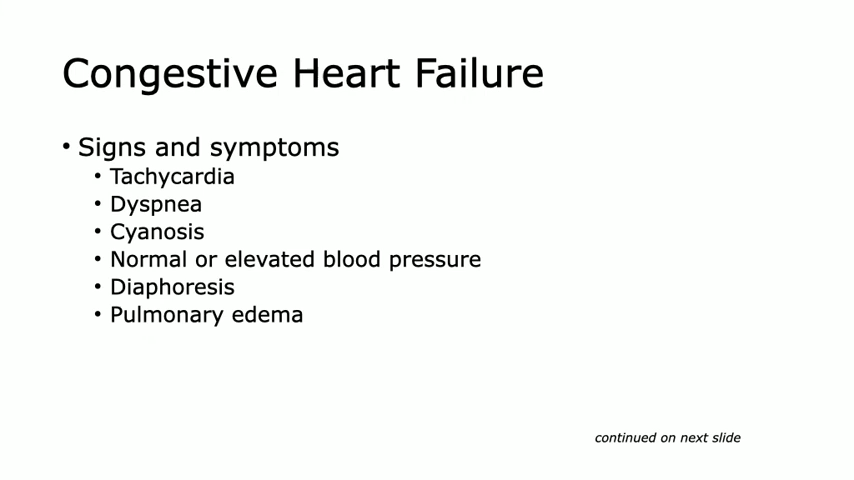 Congestive Heart Failure
• Signs and symptoms
• Tachycardia
• Dyspnea
• Cyanosis
• Normal or elevated blood pressure
• Diaphoresis
• Pulmonary edema
continued on next slide